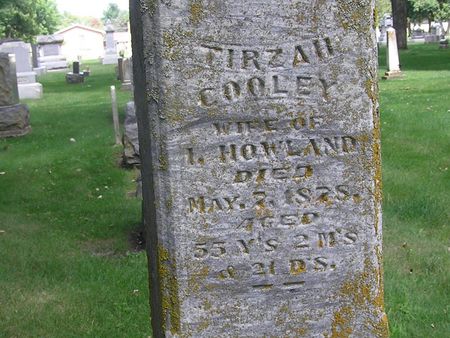 TIRZAH
COOLEY
WIFE OF
I. HOWLAND
DIED
MAY. 7, 1878.
AGED
55 Y'S 2 M'S
& 21 D S.